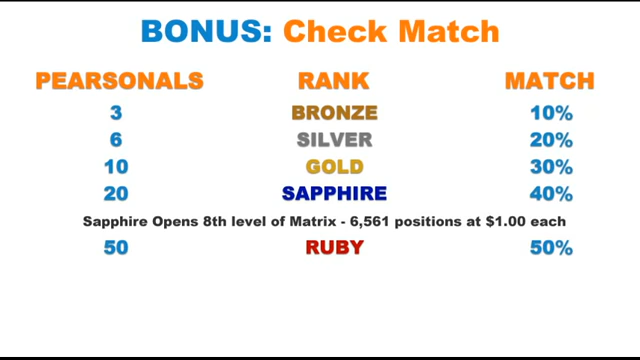 BONUS: Check Match
PEARSONALS RANK MATCH
3 BRONZE 10%
6 SILVER 20%
10 GOLD 30%
20 SAPPHIRE 40%
Sapphire Opens 8th level of Matrix - 6,561 positions at $1.00 each
50 RUBY 50%